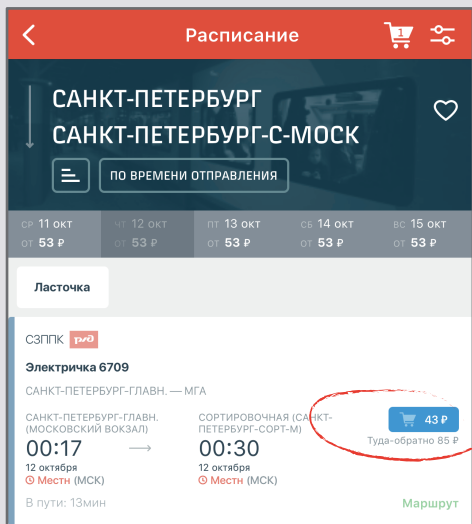 Расписание
1
САНКТ-ПЕТЕРБУРГ
САНКТ-ПЕТЕРБУРГ-С-МОСК
ПО ВРЕМЕНИ ОТПРАВЛЕНИЯ
СР 11 ОКТ ЧТ 12 ОКТ ПТ 13 ОКТ СБ 14 ОКТ ВС 15 ОКТ
ОТ 53 ₽ ОТ 53 ₽ ОТ 53 ₽ ОТ 53 ₽ ОТ 53 ₽
Ласточка
СЗППК ржд
Электричка 6709
САНКТ-ПЕТЕРБУРГ-ГЛАВН. — МГА
САНКТ-ПЕТЕРБУРГ-ГЛАВН. СОРТИРОВОЧНАЯ (САНКТ-
(МОСКОВСКИЙ ВОКЗАЛ) ПЕТЕРБУРГ-СОРТ-М)
43 ₽
Туда-обратно 85 ₽
00:17 → 00:30
12 октября 12 октября
Местн (МСК) Местн (МСК)
В пути: 13мин Маршрут